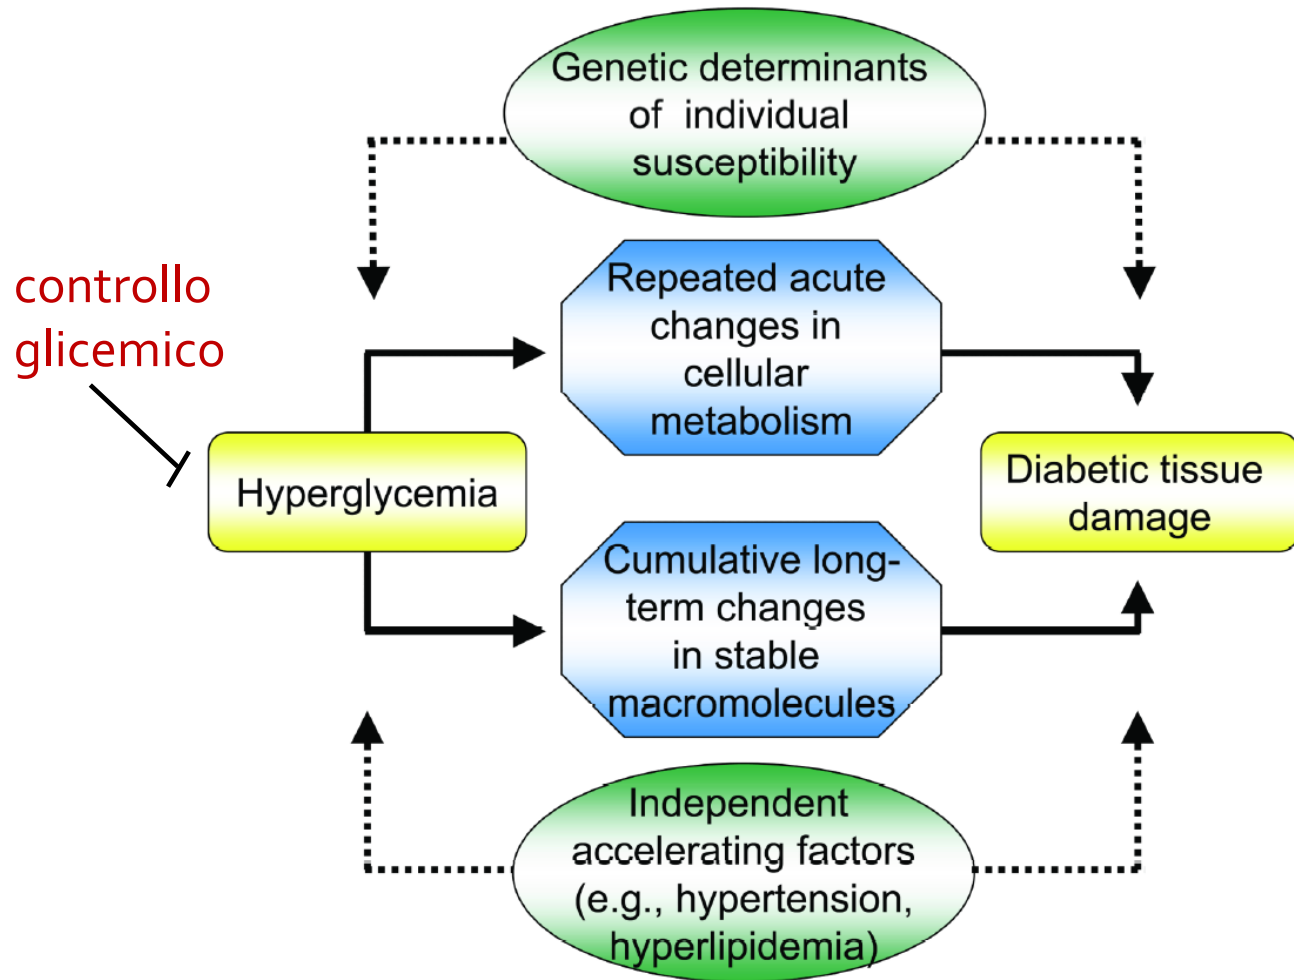 Genetic determinants
of individual
susceptibility
controllo
glicemico
Repeated acute
changes in
cellular
metabolism
Hyperglycemia
Diabetic tissue
damage
Cumulative long-
term changes
in stable
macromolecules
Independent
accelerating factors
(e.g., hypertension,
hyperlipidemia)